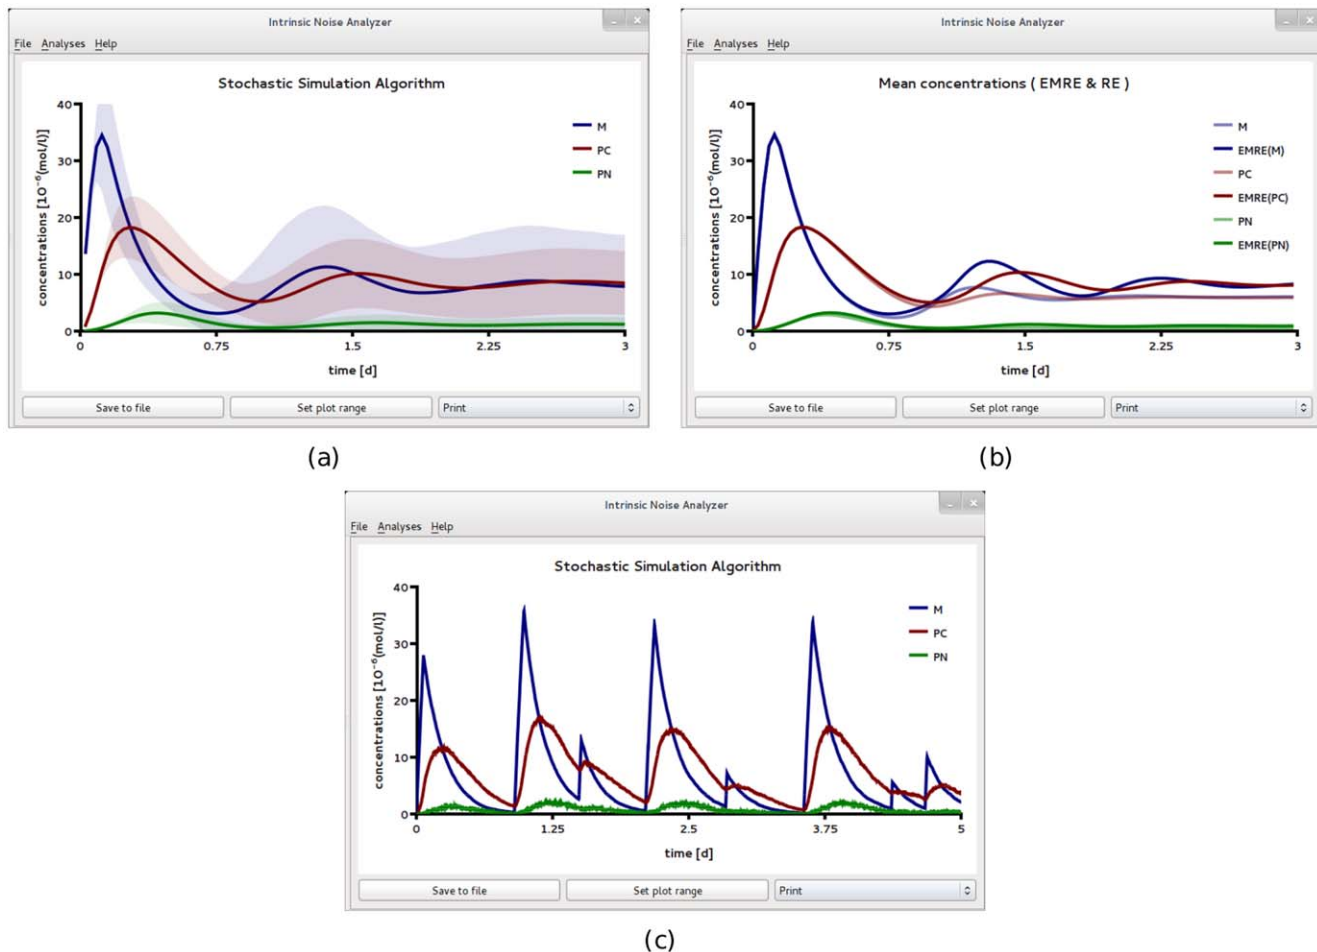 Intrinsic Noise Analyzer
File Analyses Help
Stochastic Simulation Algorithm
concentrations [10⁻⁶(mol/l)]
40
30
20
10
0
M
PC
PN
0 0.75 1.5 2.25 3
time [d]
Save to file Set plot range Print
(a)
Intrinsic Noise Analyzer
File Analyses Help
Mean concentrations ( EMRE & RE )
concentrations [10⁻⁶(mol/l)]
40
30
20
10
0
M
EMRE(M)
PC
EMRE(PC)
PN
EMRE(PN)
0 0.75 1.5 2.25 3
time [d]
Save to file Set plot range Print
(b)
Intrinsic Noise Analyzer
File Analyses Help
Stochastic Simulation Algorithm
concentrations [10⁻⁶(mol/l)]
40
30
20
10
0
M
PC
PN
0 1.25 2.5 3.75 5
time [d]
Save to file Set plot range Print
(c)